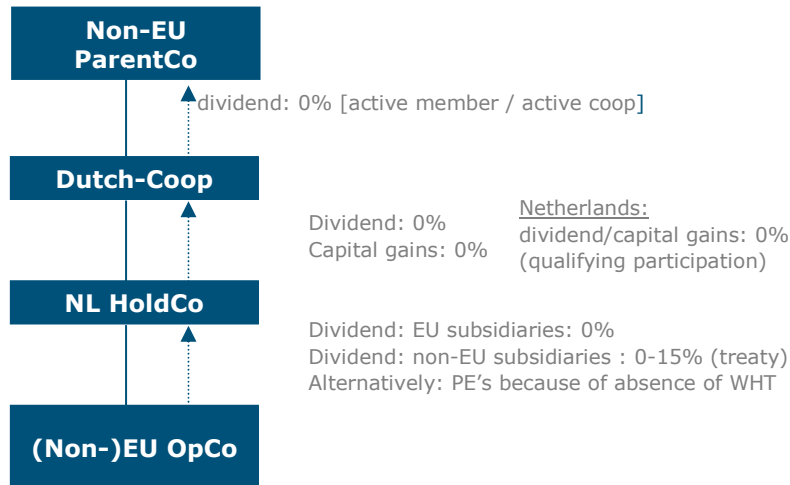 Non-EU
ParentCo
dividend: 0% [active member / active coop]
Dutch-Coop
Dividend: 0%
Capital gains: 0%
Netherlands:
dividend/capital gains: 0%
(qualifying participation)
NL HoldCo
Dividend: EU subsidiaries: 0%
Dividend: non-EU subsidiaries : 0-15% (treaty)
Alternatively: PE's because of absence of WHT
(Non-)EU OpCo